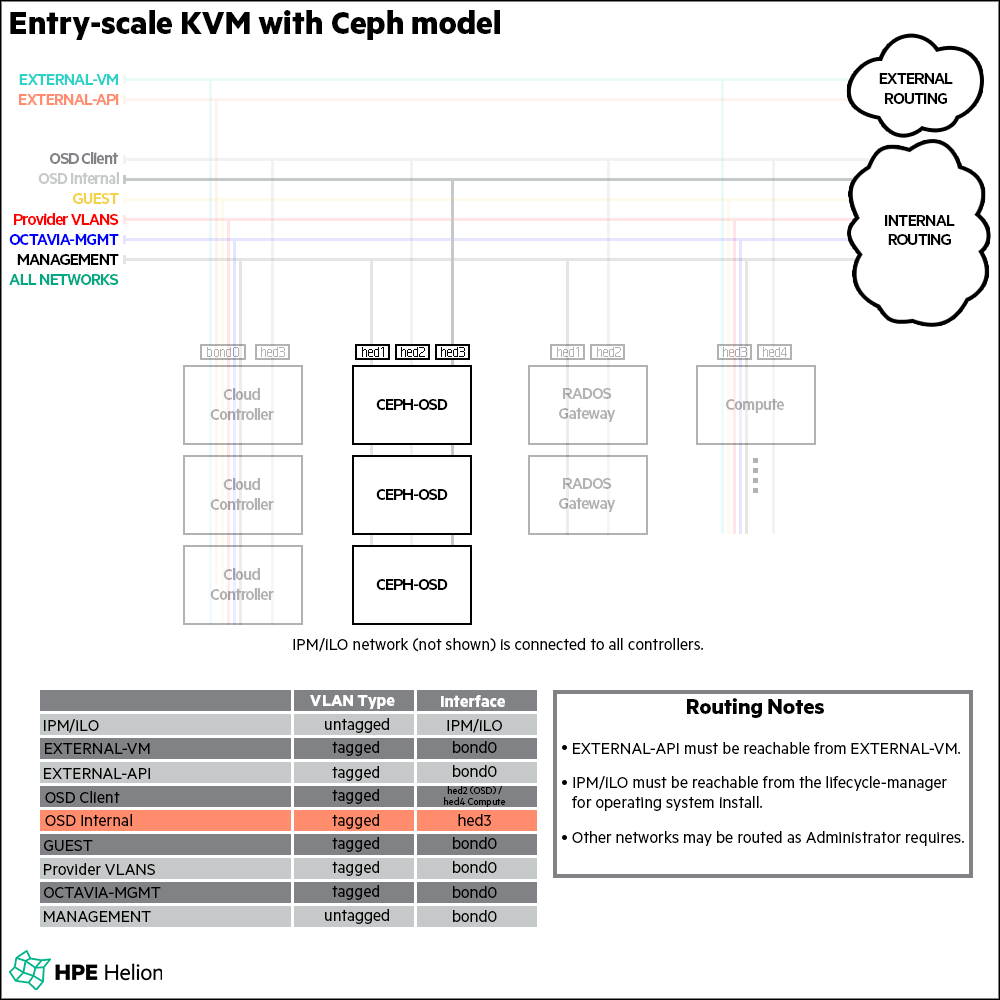 Entry-scale KVM with Ceph model
EXTERNAL-VM
EXTERNAL-API
EXTERNAL
ROUTING
OSD Client
OSD Internal
GUEST
Provider VLANS
OCTAVIA-MGMT
MANAGEMENT
ALL NETWORKS
INTERNAL
ROUTING
bond0 hed3 hed1 hed2 hed3 hed1 hed2 hed3 hed4
Cloud
Controller
CEPH-OSD
RADOS
Gateway
Compute
Cloud
Controller
CEPH-OSD
RADOS
Gateway
Cloud
Controller
CEPH-OSD
IPM/ILO network (not shown) is connected to all controllers.
VLAN Type Interface
IPM/ILO untagged IPM/ILO
EXTERNAL-VM tagged bond0
EXTERNAL-API tagged bond0
OSD Client tagged hed2 (OSD) /
hed4 Compute
OSD Internal tagged hed3
GUEST tagged bond0
Provider VLANS tagged bond0
OCTAVIA-MGMT tagged bond0
MANAGEMENT untagged bond0
Routing Notes
• EXTERNAL-API must be reachable from EXTERNAL-VM.
• IPM/ILO must be reachable from the lifecycle-manager
for operating system install.
• Other networks may be routed as Administrator requires.
HPE Helion